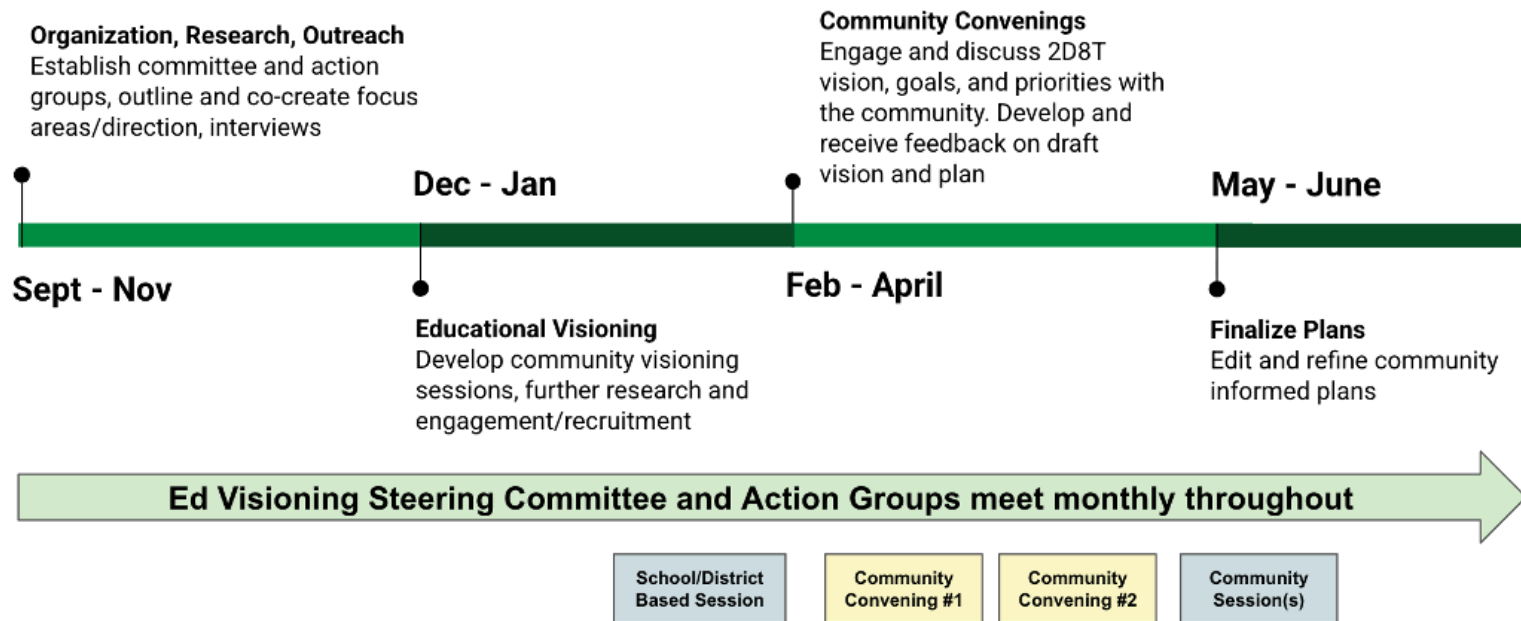 Organization, Research, Outreach
Establish committee and action
groups, outline and co-create focus
areas/direction, interviews
Community Convenings
Engage and discuss 2D8T
vision, goals, and priorities with
the community. Develop and
receive feedback on draft
vision and plan
Dec - Jan
May - June
Sept - Nov
Feb - April
Educational Visioning
Develop community visioning
sessions, further research and
engagement/recruitment
Finalize Plans
Edit and refine community
informed plans
Ed Visioning Steering Committee and Action Groups meet monthly throughout
School/District
Based Session
Community
Convening #1
Community
Convening #2
Community
Session(s)